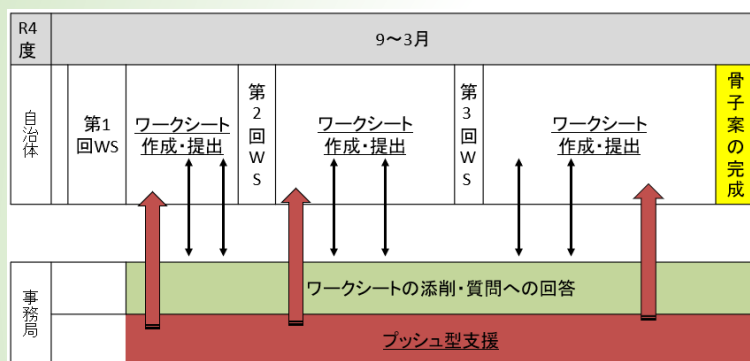 R4
度
9～3月
自治体
第1
回WS
ワークシート
作成・提出
第2回WS
ワークシート
作成・提出
第3回WS
ワークシート
作成・提出
骨子案の完成
事務局
ワークシートの添削・質問への回答
プッシュ型支援